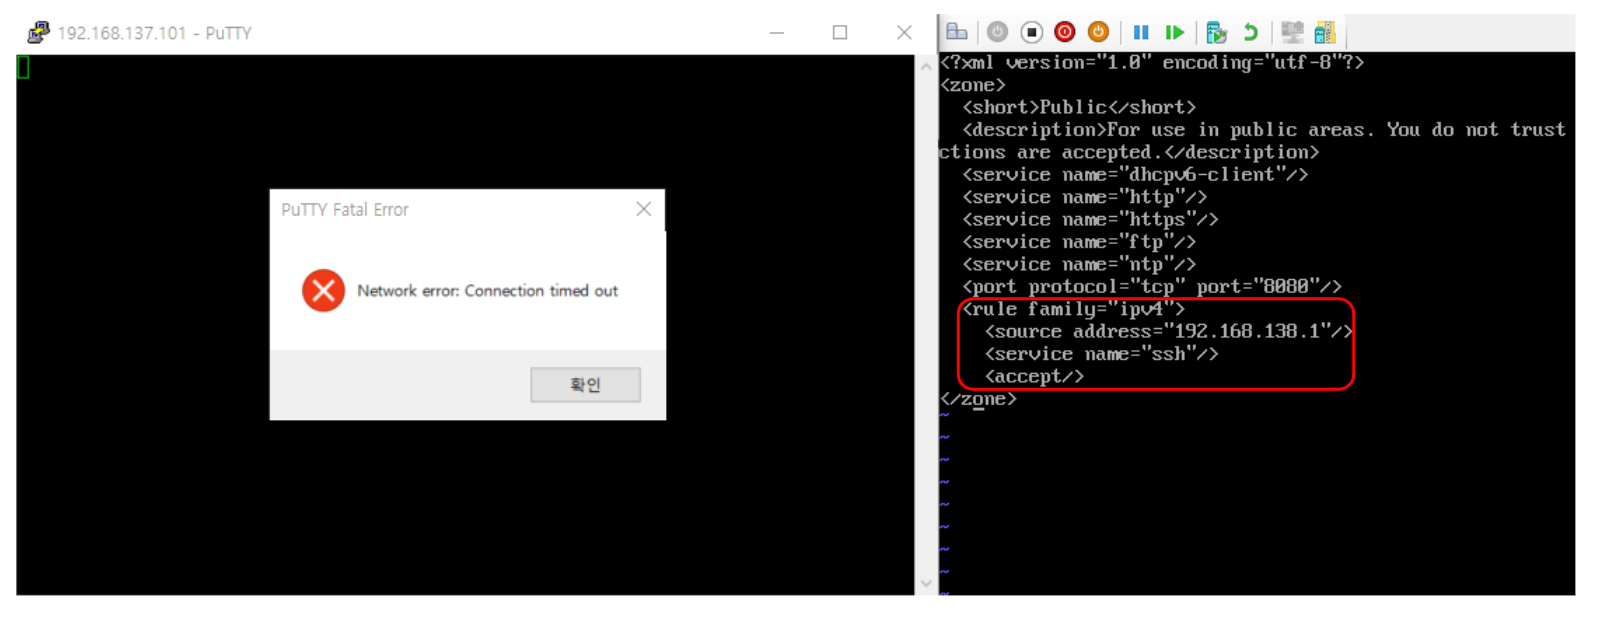 192.168.137.101 - PuTTY
PuTTY Fatal Error
Network error: Connection timed out
확인
<?xml version="1.0" encoding="utf-8"?>
<zone>
  <short>Public</short>
  <description>For use in public areas. You do not trust
ctions are accepted.</description>
  <service name="dhcpv6-client"/>
  <service name="http"/>
  <service name="https"/>
  <service name="ftp"/>
  <service name="ntp"/>
  <port protocol="tcp" port="8080"/>
  <rule family="ipv4">
    <source address="192.168.138.1"/>
    <service name="ssh"/>
    <accept/>
</zone>
~
~
~
~
~
~
~
~
~